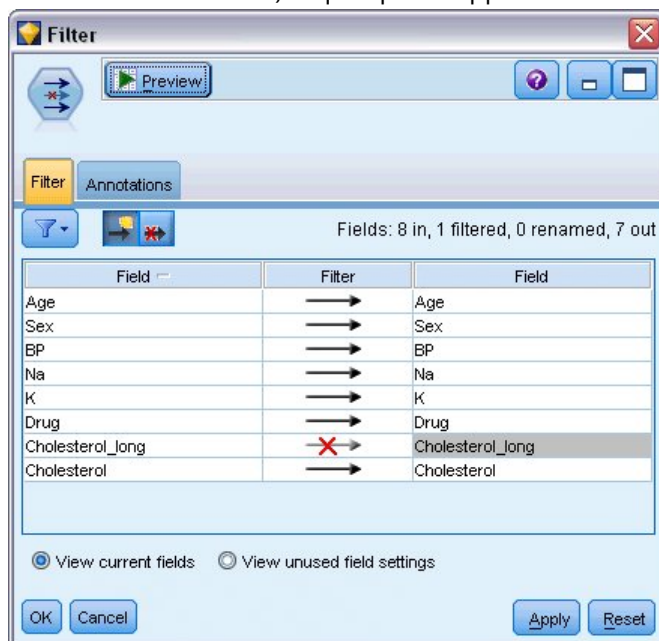 Filter
Preview
?
Filter Annotations
Fields: 8 in, 1 filtered, 0 renamed, 7 out
Field Filter Field
Age Age
Sex Sex
BP BP
Na Na
K K
Drug Drug
Cholesterol_long Cholesterol_long
Cholesterol Cholesterol
View current fields View unused field settings
OK Cancel Apply Reset